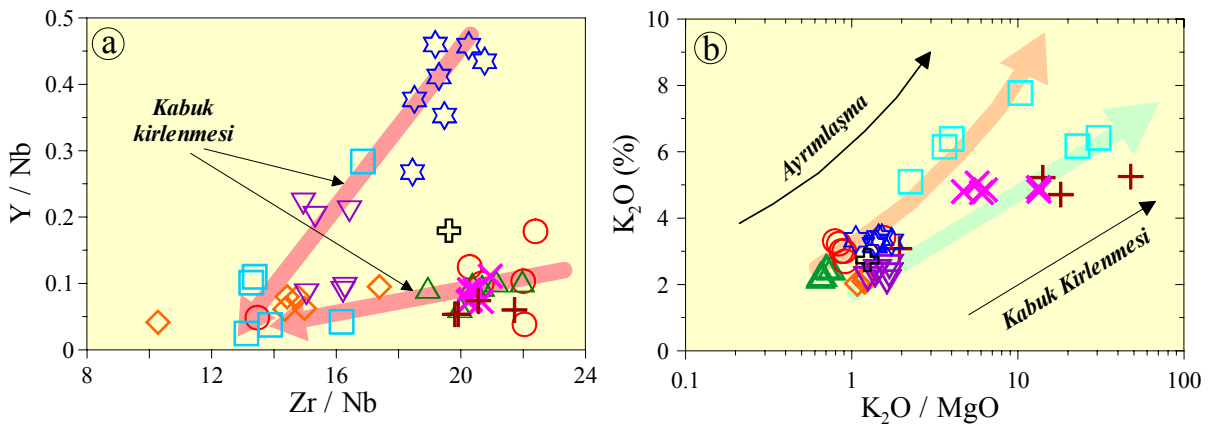 a
Y / Nb
0.5
0.4
0.3
0.2
0.1
0
Kabuk
kirlenmesi
8 12 16 20 24
Zr / Nb
b
K₂O (%)
10
8
6
4
2
0
Ayrımlaşma
Kabuk Kirlenmesi
0.1 1 10 100
K₂O / MgO